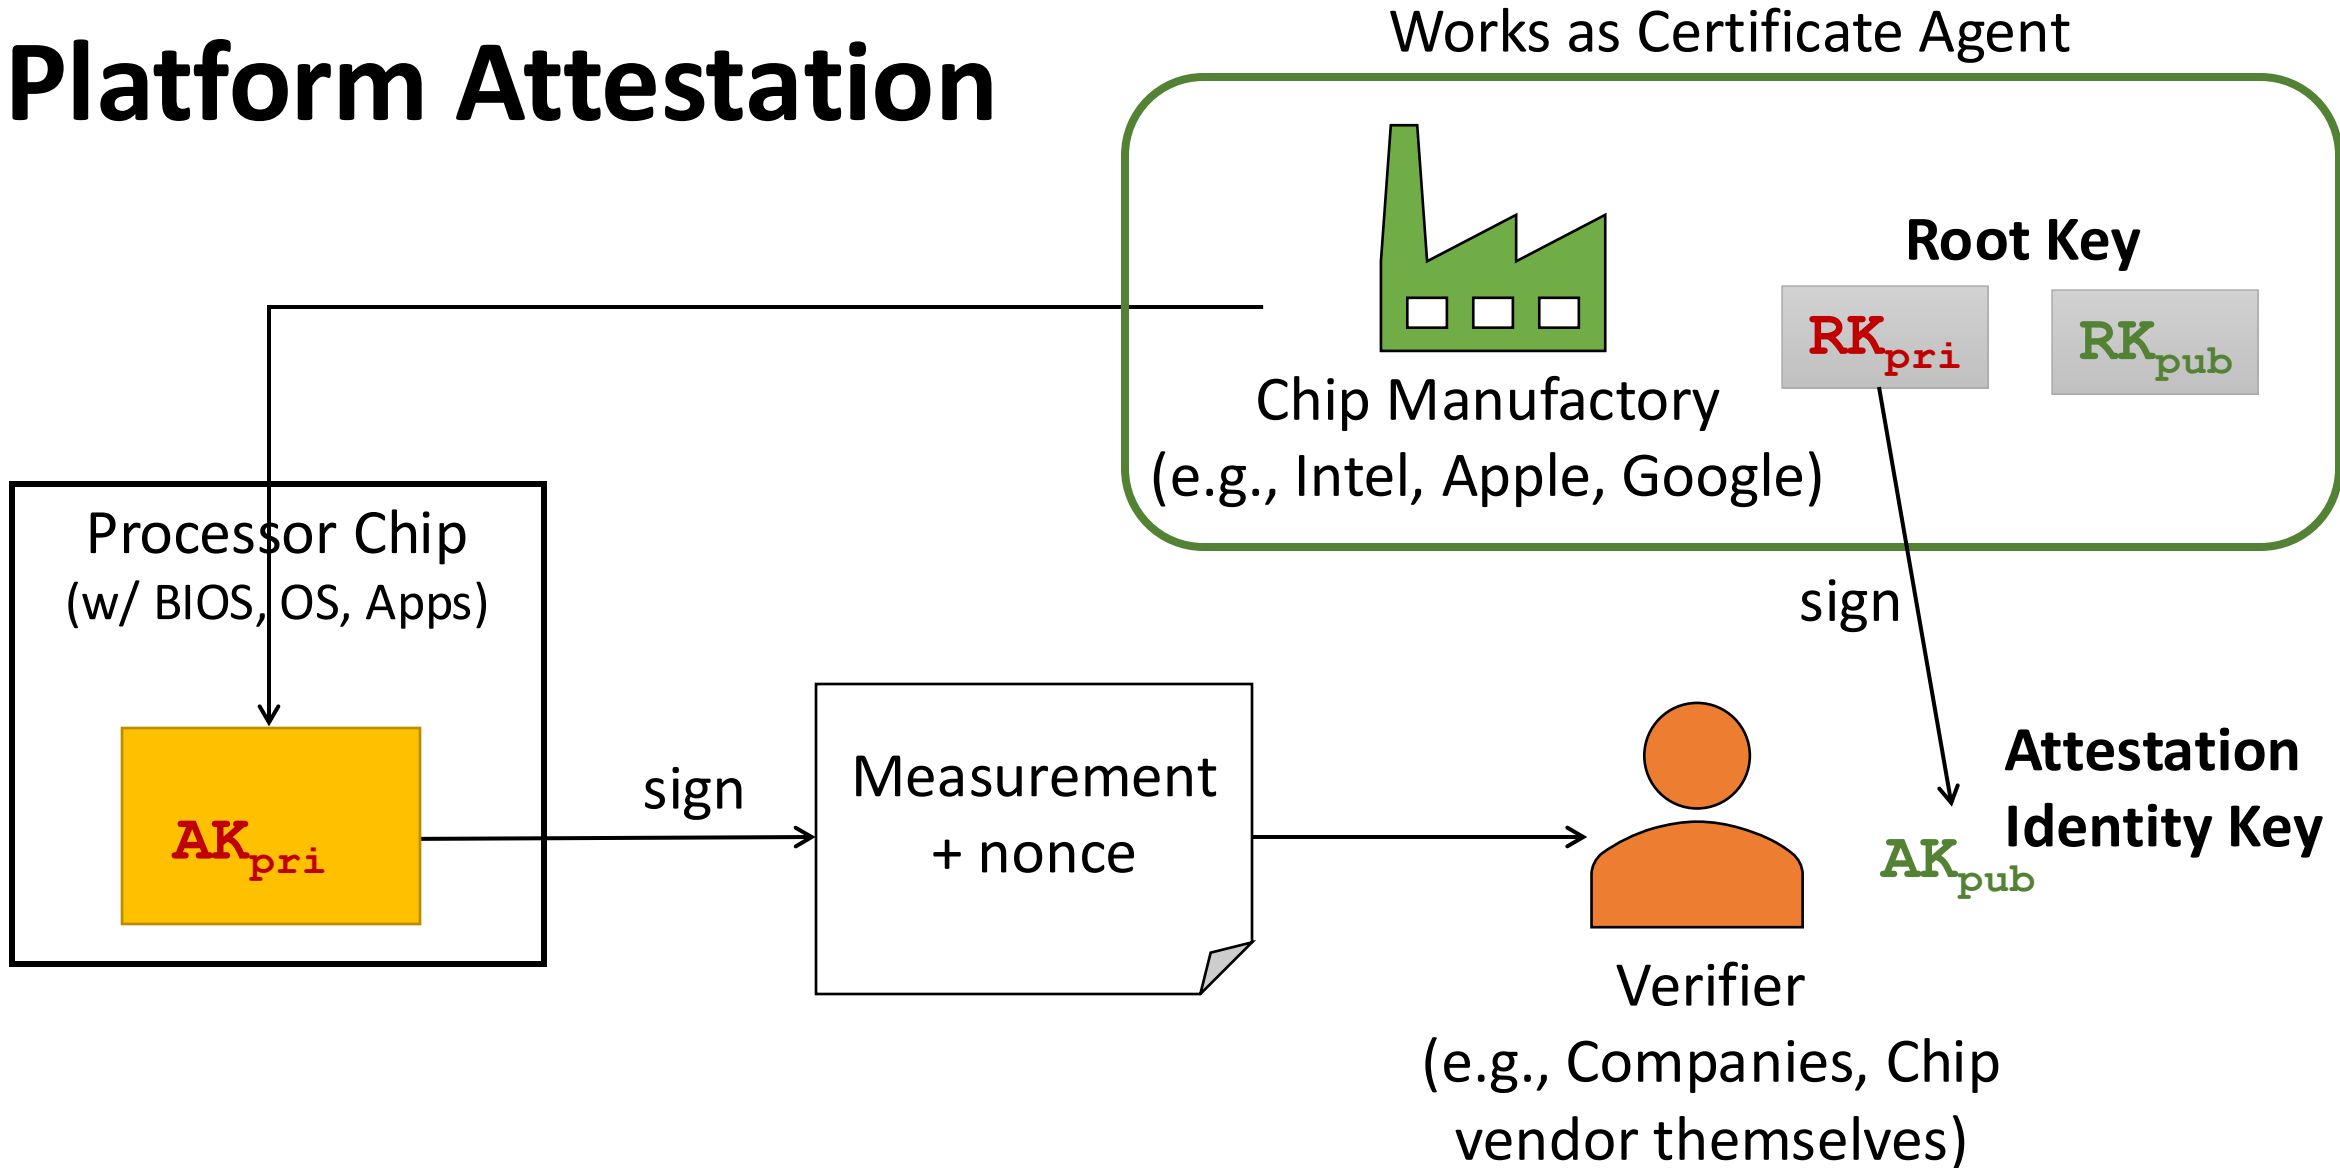 Platform Attestation
Works as Certificate Agent
Root Key
RKpri
RKpub
Chip Manufactory
(e.g., Intel, Apple, Google)
Processor Chip
(w/ BIOS, OS, Apps)
sign
AKpri
sign
Measurement
+ nonce
Attestation
Identity Key
AKpub
Verifier
(e.g., Companies, Chip
vendor themselves)